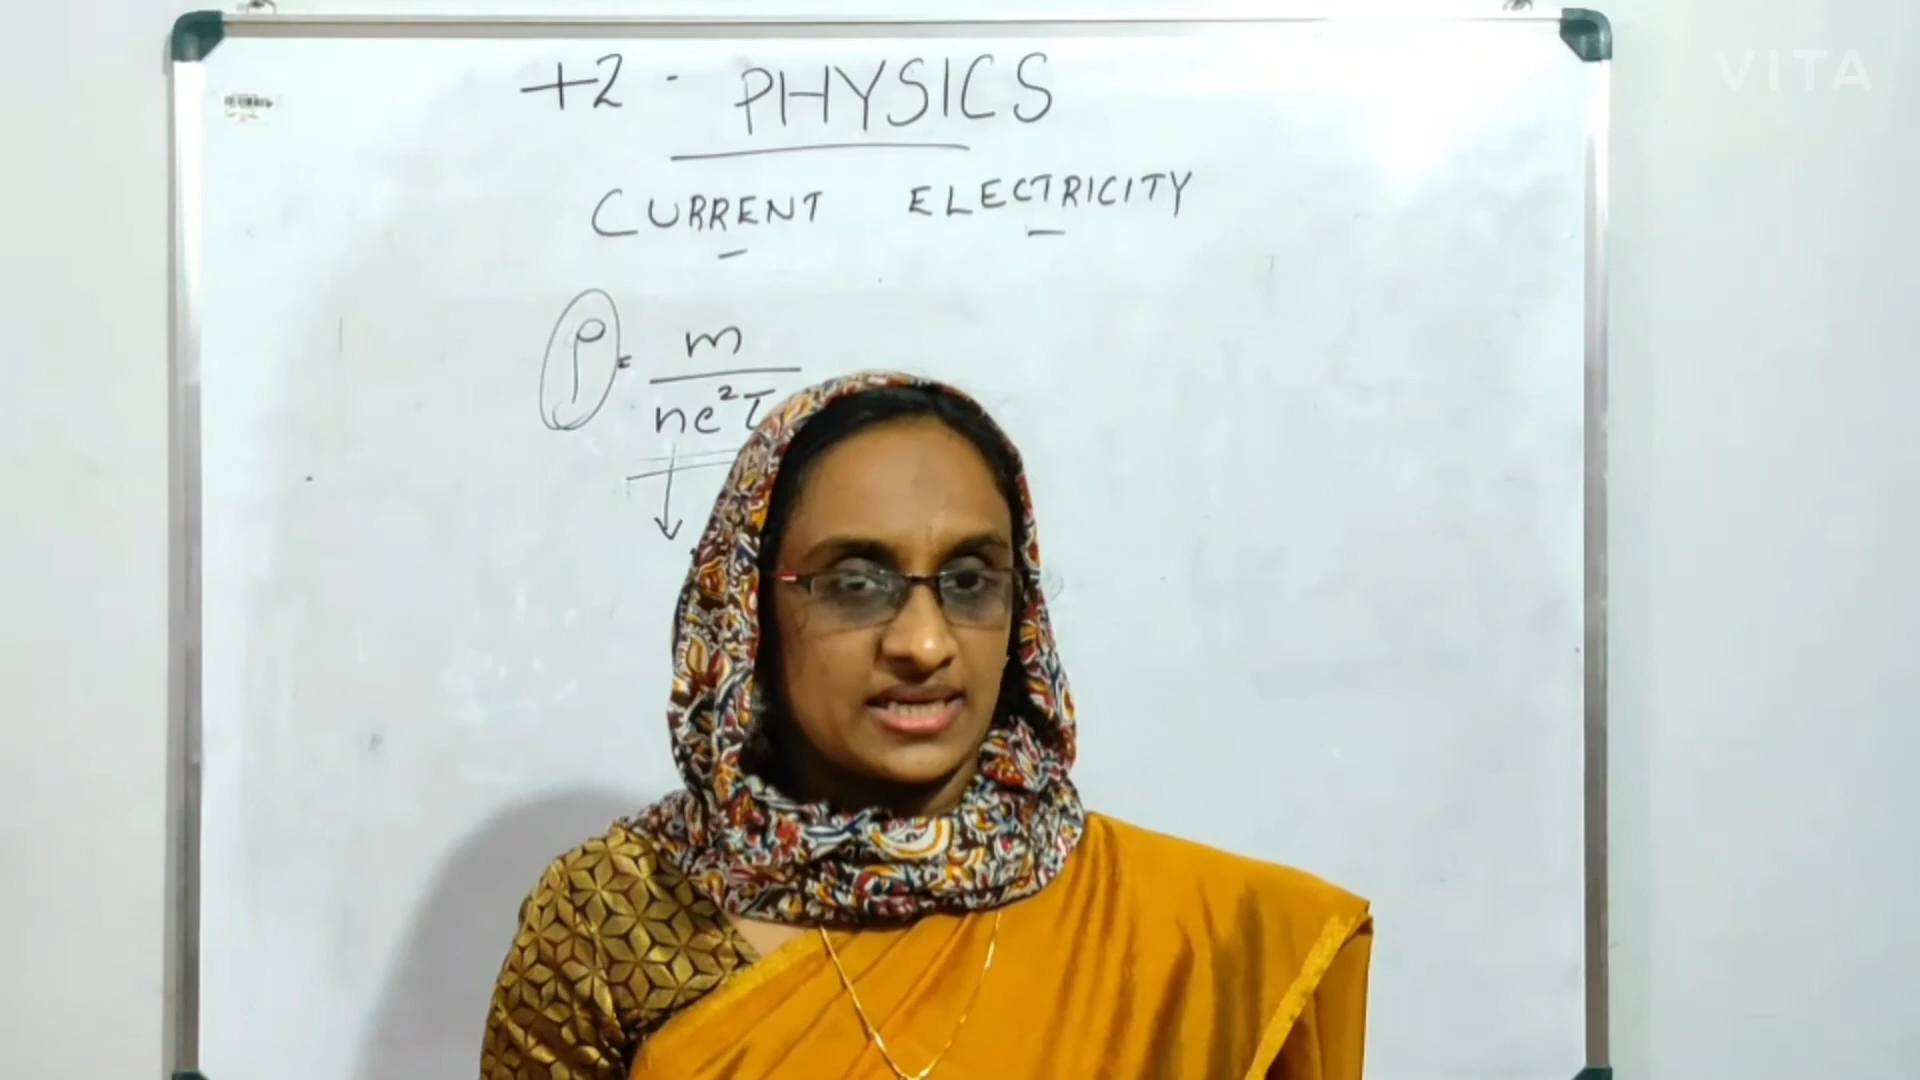 +2 - PHYSICS
CURRENT ELECTRICITY
ρ = m
ne²τ
VITA